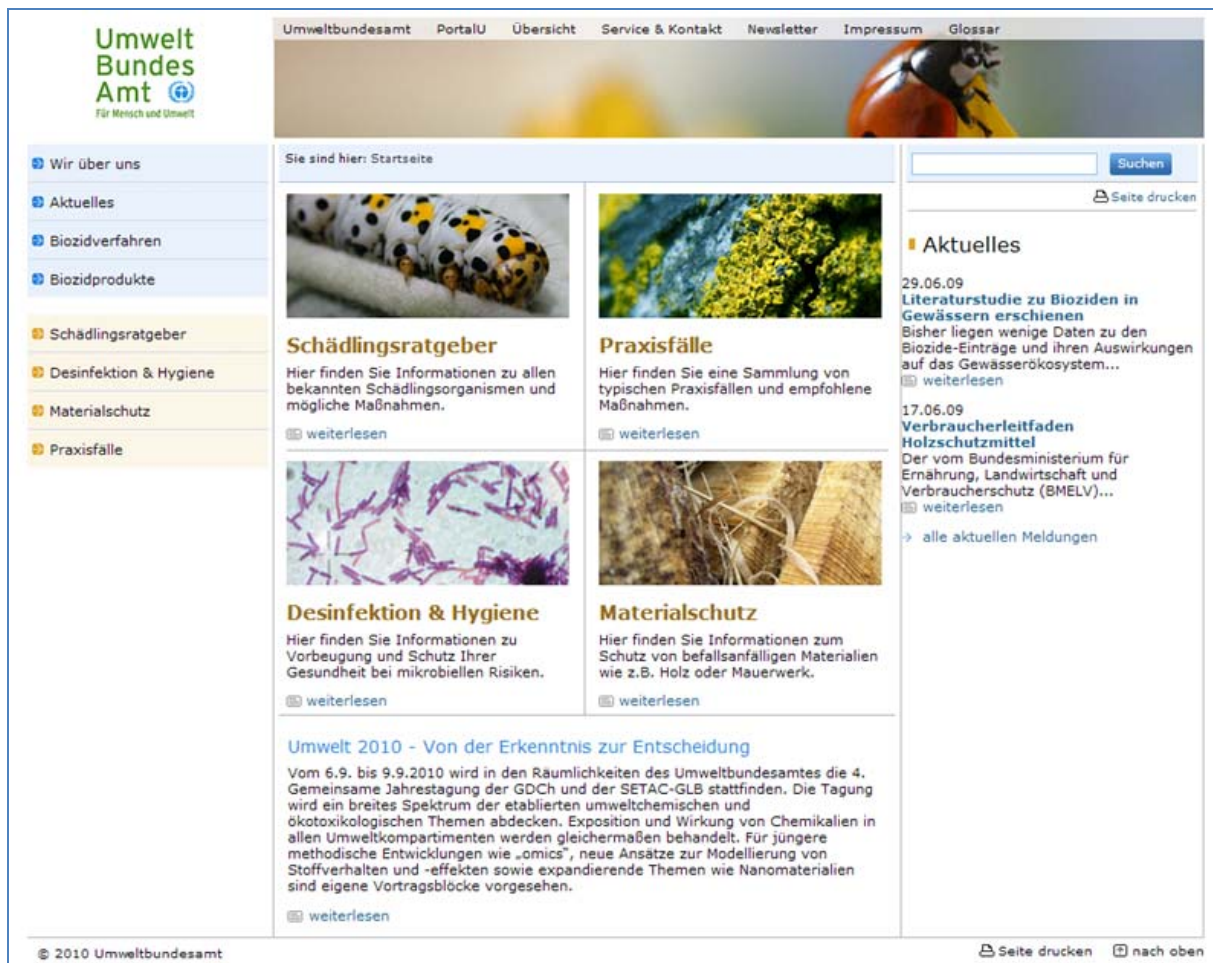 Umwelt
Bundes
Amt
Für Mensch und Umwelt
Umweltbundesamt PortalU Übersicht Service & Kontakt Newsletter Impressum Glossar
Wir über uns
Aktuelles
Biozidverfahren
Biozidprodukte
Schädlingsratgeber
Desinfektion & Hygiene
Materialschutz
Praxisfälle
Sie sind hier: Startseite
Schädlingsratgeber
Hier finden Sie Informationen zu allen
bekannten Schädlingsorganismen und
mögliche Maßnahmen.
weiterlesen
Praxisfälle
Hier finden Sie eine Sammlung von
typischen Praxisfällen und empfohlene
Maßnahmen.
weiterlesen
Desinfektion & Hygiene
Hier finden Sie Informationen zu
Vorbeugung und Schutz Ihrer
Gesundheit bei mikrobiellen Risiken.
weiterlesen
Materialschutz
Hier finden Sie Informationen zum
Schutz von befallsanfälligen Materialien
wie z.B. Holz oder Mauerwerk.
weiterlesen
Umwelt 2010 - Von der Erkenntnis zur Entscheidung
Vom 6.9. bis 9.9.2010 wird in den Räumlichkeiten des Umweltbundesamtes die 4.
Gemeinsame Jahrestagung der GDCh und der SETAC-GLB stattfinden. Die Tagung
wird ein breites Spektrum der etablierten umweltchemischen und
ökotoxikologischen Themen abdecken. Exposition und Wirkung von Chemikalien in
allen Umweltkompartimenten werden gleichermaßen behandelt. Für jüngere
methodische Entwicklungen wie „omics“, neue Ansätze zur Modellierung von
Stoffverhalten und -effekten sowie expandierende Themen wie Nanomaterialien
sind eigene Vortragsblöcke vorgesehen.
weiterlesen
Suchen
Seite drucken
Aktuelles
29.06.09
Literaturstudie zu Bioziden in
Gewässern erschienen
Bisher liegen wenige Daten zu den
Biozide-Einträge und ihren Auswirkungen
auf das Gewässerökosystem...
weiterlesen
17.06.09
Verbraucherleitfaden
Holzschutzmittel
Der vom Bundesministerium für
Ernährung, Landwirtschaft und
Verbraucherschutz (BMELV)...
weiterlesen
alle aktuellen Meldungen
© 2010 Umweltbundesamt
Seite drucken nach oben